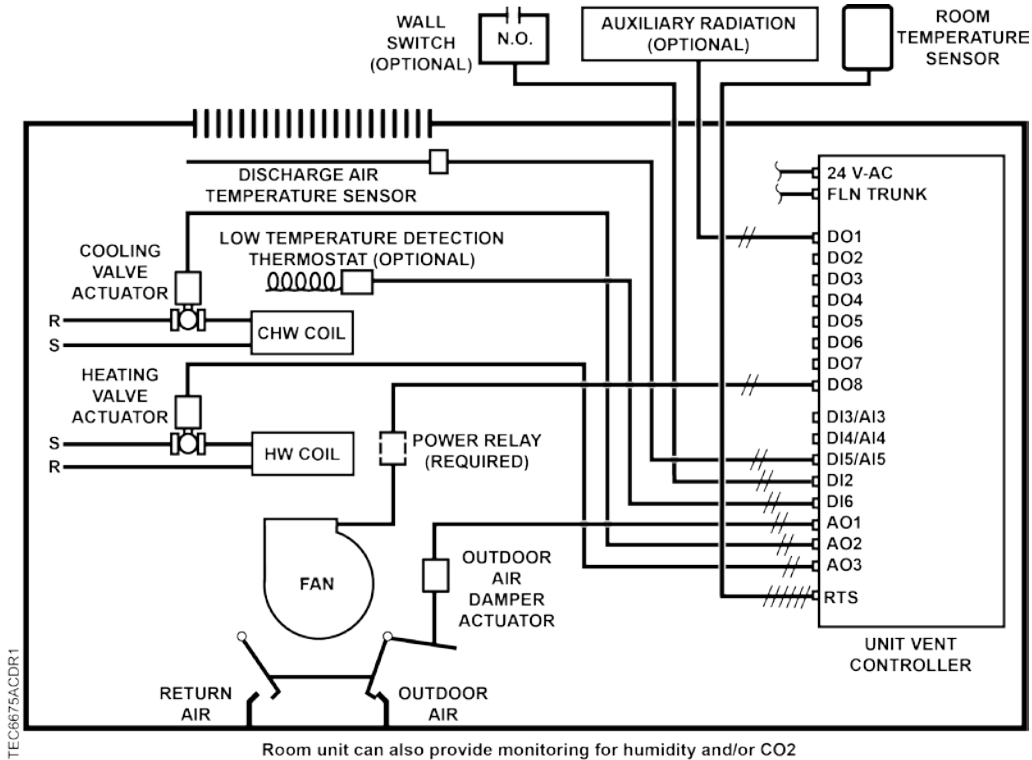 WALL
SWITCH
(OPTIONAL)
N.O.
AUXILIARY RADIATION
(OPTIONAL)
ROOM
TEMPERATURE
SENSOR
DISCHARGE AIR
TEMPERATURE SENSOR
24 V-AC
FLN TRUNK
COOLING
VALVE
ACTUATOR
LOW TEMPERATURE DETECTION
THERMOSTAT (OPTIONAL)
R
S
CHW COIL
HEATING
VALVE
ACTUATOR
S
R
HW COIL
POWER RELAY
(REQUIRED)
DO1
DO2
DO3
DO4
DO5
DO6
DO7
DO8
DI3/AI3
DI4/AI4
DI5/AI5
DI2
DI6
AO1
AO2
AO3
RTS
FAN
OUTDOOR
AIR
DAMPER
ACTUATOR
UNIT VENT
CONTROLLER
RETURN
AIR
OUTDOOR
AIR
TEC6675ACDR1
Room unit can also provide monitoring for humidity and/or CO2